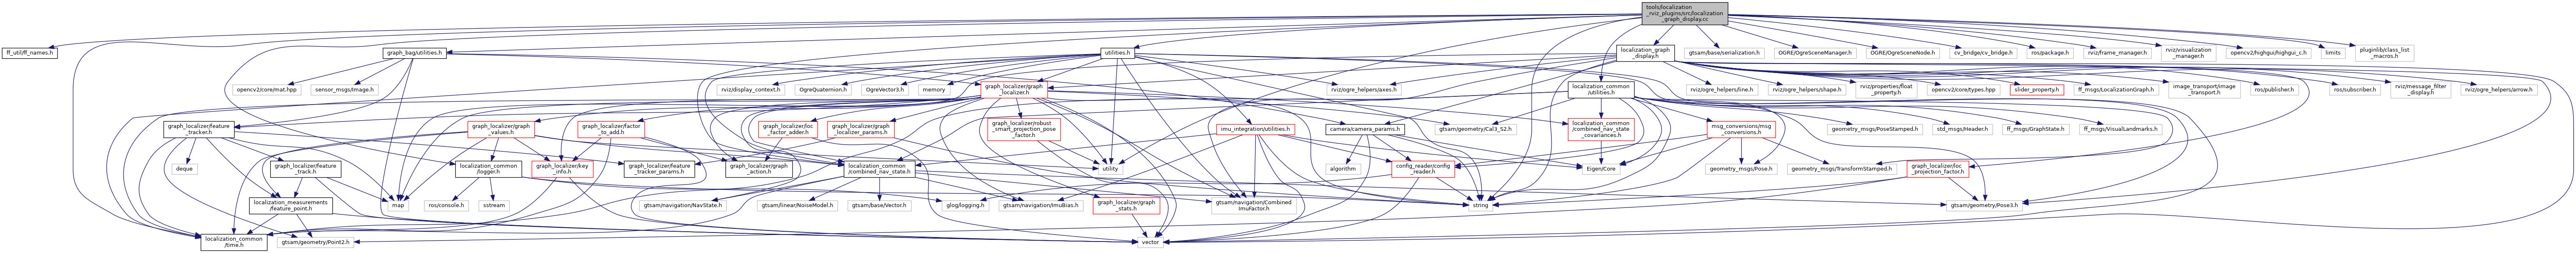 tools/localization
_rviz_plugins/src/localization
_graph_display.cc
ff_util/ff_names.h
graph_bag/utilities.h
utilities.h
localization_graph
_display.h
gtsam/base/serialization.h
OGRE/OgreSceneManager.h
OGRE/OgreSceneNode.h
cv_bridge/cv_bridge.h
ros/package.h
rviz/frame_manager.h
rviz/visualization
_manager.h
opencv2/highgui/highgui_c.h
limits
pluginlib/class_list
_macros.h
opencv2/core/mat.hpp
sensor_msgs/Image.h
rviz/display_context.h
OgreQuaternion.h
OgreVector3.h
memory
graph_localizer/graph
_localizer.h
rviz/ogre_helpers/axes.h
localization_common
/utilities.h
rviz/ogre_helpers/line.h
rviz/ogre_helpers/shape.h
rviz/properties/float
_property.h
opencv2/core/types.hpp
slider_property.h
ff_msgs/LocalizationGraph.h
image_transport/image
_transport.h
ros/publisher.h
ros/subscriber.h
rviz/message_filter
_display.h
rviz/ogre_helpers/arrow.h
graph_localizer/feature
_tracker.h
graph_localizer/graph
_values.h
graph_localizer/factor
_to_add.h
graph_localizer/loc
_factor_adder.h
graph_localizer/graph
_localizer_params.h
graph_localizer/robust
_smart_projection_pose
_factor.h
imu_integration/utilities.h
camera/camera_params.h
gtsam/geometry/Cal3_S2.h
localization_common
/combined_nav_state
_covariances.h
msg_conversions/msg
_conversions.h
geometry_msgs/PoseStamped.h
std_msgs/Header.h
ff_msgs/GraphState.h
ff_msgs/VisualLandmarks.h
deque
graph_localizer/feature
_track.h
localization_common
/logger.h
graph_localizer/key
_info.h
graph_localizer/feature
_tracker_params.h
graph_localizer/graph
_action.h
localization_common
/combined_nav_state.h
utility
algorithm
config_reader/config
_reader.h
Eigen/Core
geometry_msgs/Pose.h
geometry_msgs/TransformStamped.h
graph_localizer/loc
_projection_factor.h
localization_measurements
/feature_point.h
map
ros/console.h
sstream
gtsam/navigation/NavState.h
gtsam/linear/NoiseModel.h
gtsam/base/Vector.h
glog/logging.h
gtsam/navigation/ImuBias.h
graph_localizer/graph
_stats.h
gtsam/navigation/Combined
ImuFactor.h
string
gtsam/geometry/Pose3.h
localization_common
/time.h
gtsam/geometry/Point2.h
vector